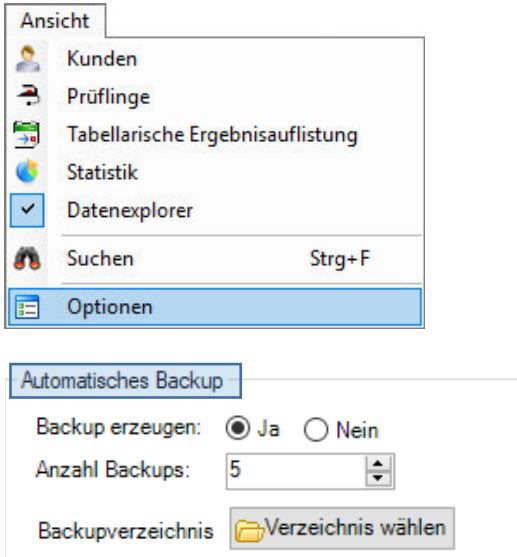 Ansicht
Kunden
Prüflinge
Tabellarische Ergebnisauflistung
Statistik
Datenexplorer
Suchen Strg+F
Optionen
Automatisches Backup
Backup erzeugen: Ja Nein
Anzahl Backups: 5
Backupverzeichnis Verzeichnis wählen